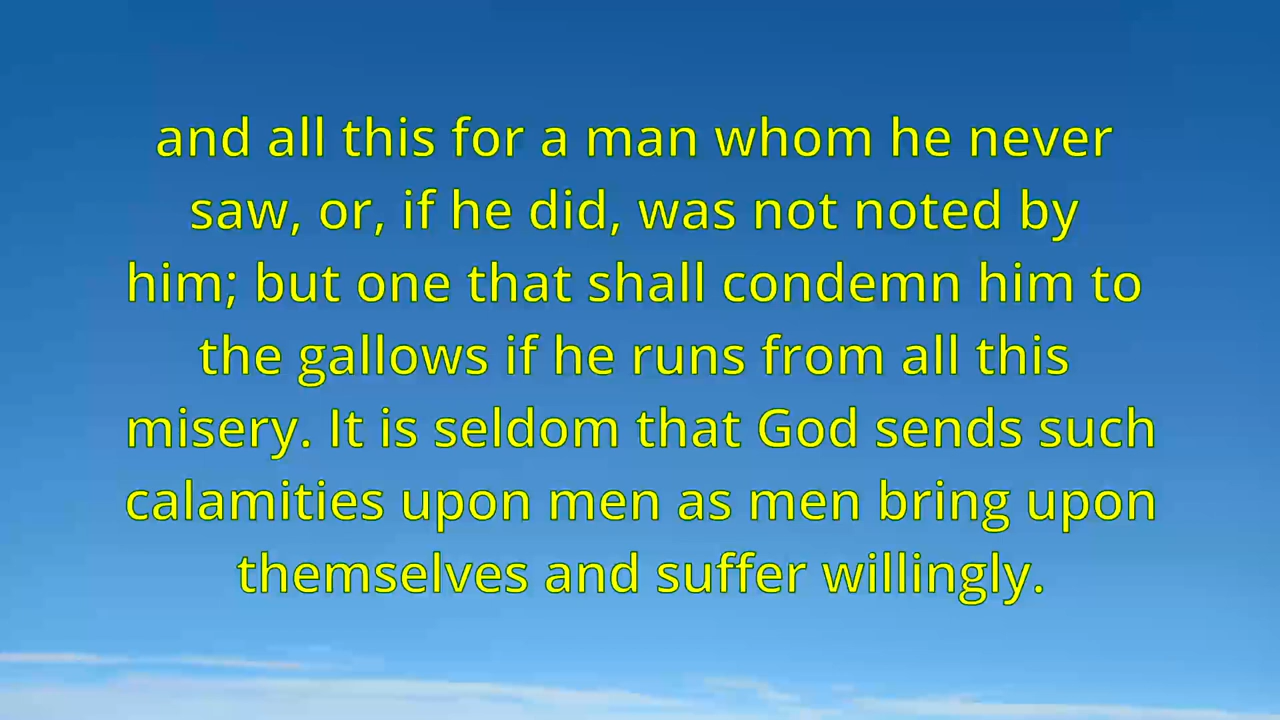 and all this for a man whom he never
saw, or, if he did, was not noted by
him; but one that shall condemn him to
the gallows if he runs from all this
misery. It is seldom that God sends such
calamities upon men as men bring upon
themselves and suffer willingly.